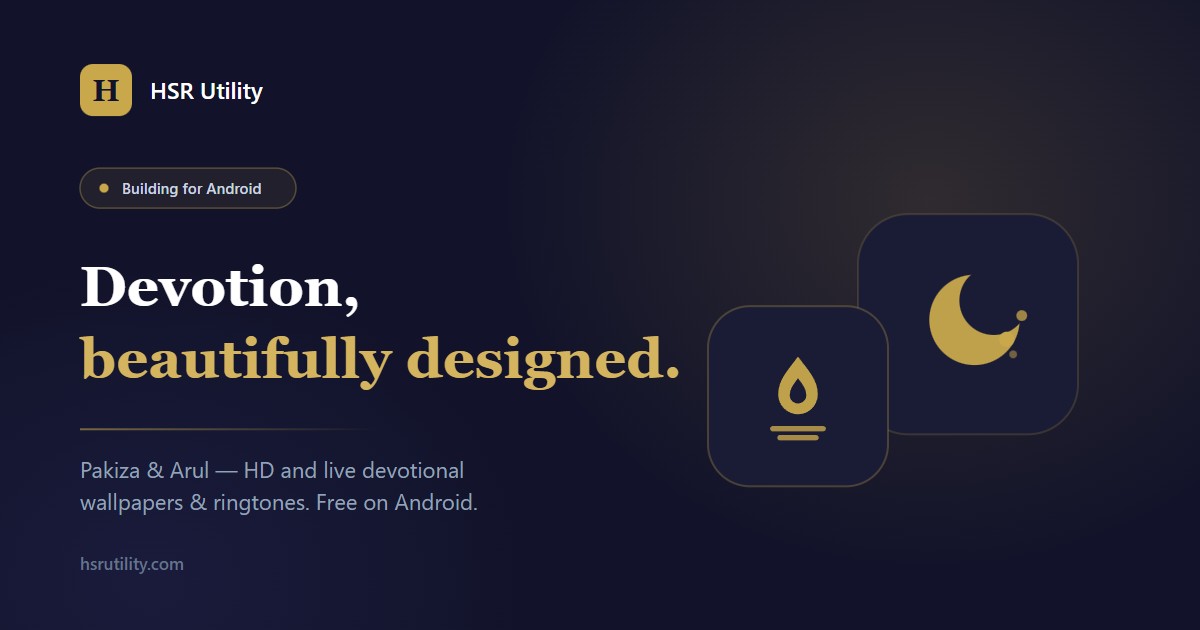 H
HSR Utility
Building for Android
Devotion,
beautifully designed.
Pakiza & Arul — HD and live devotional
wallpapers & ringtones. Free on Android.
hsrutility.com